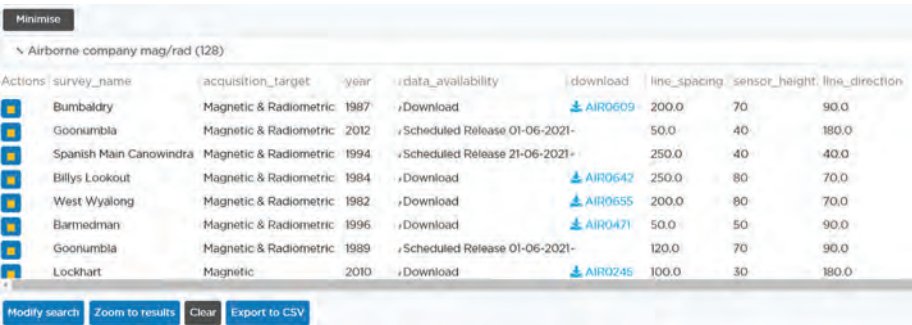 Minimise
Airborne company mag/rad (128)
Actions survey_name acquisition_target year data_availability download line_spacing sensor_height line_direction
Bumbaldry Magnetic & Radiometric 1987 Download AIR0609 200.0 70 90.0
Goonumbla Magnetic & Radiometric 2012 Scheduled Release 01-06-2021 - 50.0 40 180.0
Spanish Main Canowindra Magnetic & Radiometric 1994 Scheduled Release 21-06-2021 - 250.0 40 40.0
Billys Lookout Magnetic & Radiometric 1984 Download AIR0642 250.0 80 70.0
West Wyalong Magnetic & Radiometric 1982 Download AIR0655 200.0 80 70.0
Barmedman Magnetic & Radiometric 1996 Download AIR0471 50.0 50 90.0
Goonumbla Magnetic & Radiometric 1989 Scheduled Release 01-06-2021 - 120.0 70 90.0
Lockhart Magnetic 2010 Download AIR0245 100.0 30 180.0
Modify search Zoom to results Clear Export to CSV